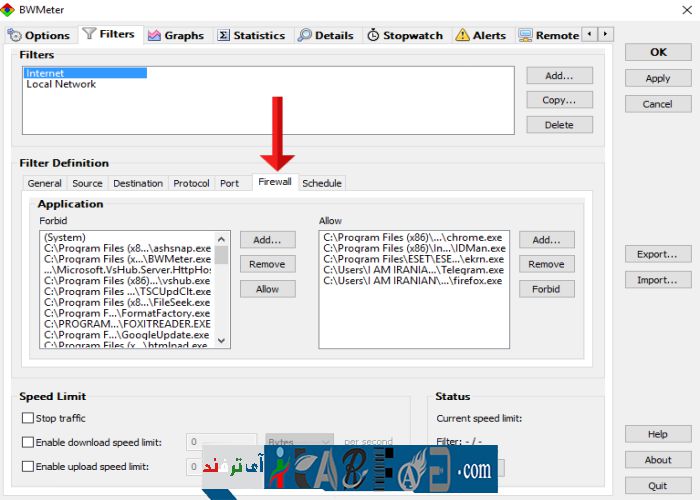 BWMeter
Options Filters Graphs Statistics Details Stopwatch Alerts Remote
Filters
Internet
Local Network
Add...
Copy...
Delete
OK
Apply
Cancel
Filter Definition
General Source Destination Protocol Port Firewall Schedule
Application
Forbid
(System)
C:\Program Files (x8...\ashsnap.exe
C:\Program Files (x...\BWMeter.exe
...\Microsoft.VsHub.Server.HttpHos
C:\Program Files (x86)...\vshub.exe
C:\Program File...\TSCUpdClt.exe
C:\Program Files (x8...\FileSeek.exe
C:\Program F...\FormatFactory.exe
C:\PROGRAM...\FOXITREADER.EXE
C:\Program F...\GoogleUpdate.exe
C:\Program Files (x...\htmlpad.exe
Add...
Remove
Allow
Allow
C:\Program Files (x86)\...\chrome.exe
C:\Program Files (x86)\In...\IDMan.exe
C:\Program Files\ESET\ESE...\ekrn.exe
C:\Users\I AM IRANIA...\Telegram.exe
C:\Users\I AM IRANIAN\...\firefox.exe
Add...
Remove
Forbid
Export...
Import...
Speed Limit
Stop traffic
Enable download speed limit: 0 Bytes per second
Enable upload speed limit: 0
Status
Current speed limit:
Filter: - / -
Help
About
Quit
آی ترفند
.com